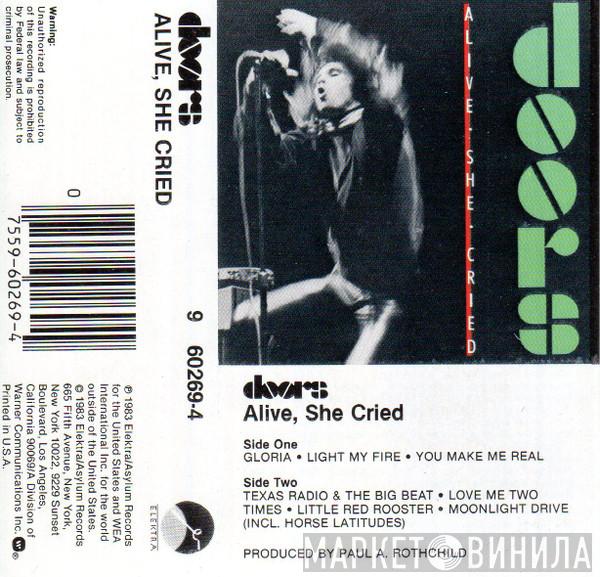 Warning:
Unauthorized reproduction
of this recording is prohibited
by Federal law and subject to
criminal prosecution.
0
7559-60269-4
doors
ALIVE, SHE CRIED
9 60269-4
℗ 1983 Elektra/Asylum Records
for the United States and WEA
International Inc. for the world
outside of the United States.
© 1983 Elektra/Asylum Records
665 Fifth Avenue, New York,
New York 10022, 9229 Sunset
Boulevard, Los Angeles,
California 90069/A Division of
Warner Communications Inc. W ®
Printed in U.S.A.
ELEKTRA
ALIVE·SHE·CRIED
doors
doors
Alive, She Cried
Side One
GLORIA • LIGHT MY FIRE • YOU MAKE ME REAL
Side Two
TEXAS RADIO & THE BIG BEAT • LOVE ME TWO
TIMES • LITTLE RED ROOSTER • MOONLIGHT DRIVE
(INCL. HORSE LATITUDES)
PRODUCED BY PAUL A. ROTHCHILD
МАРКЕТ ВИНИЛА